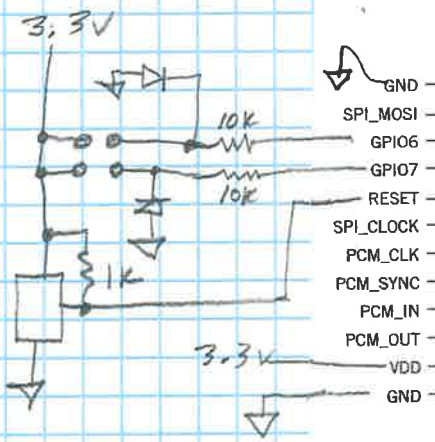 3.3V
GND
SPI_MOSI
10K
GPIO6
GPIO7
10K
RESET
SPI_CLOCK
1K
PCM_CLK
PCM_SYNC
PCM_IN
PCM_OUT
3.3V
VDD
GND